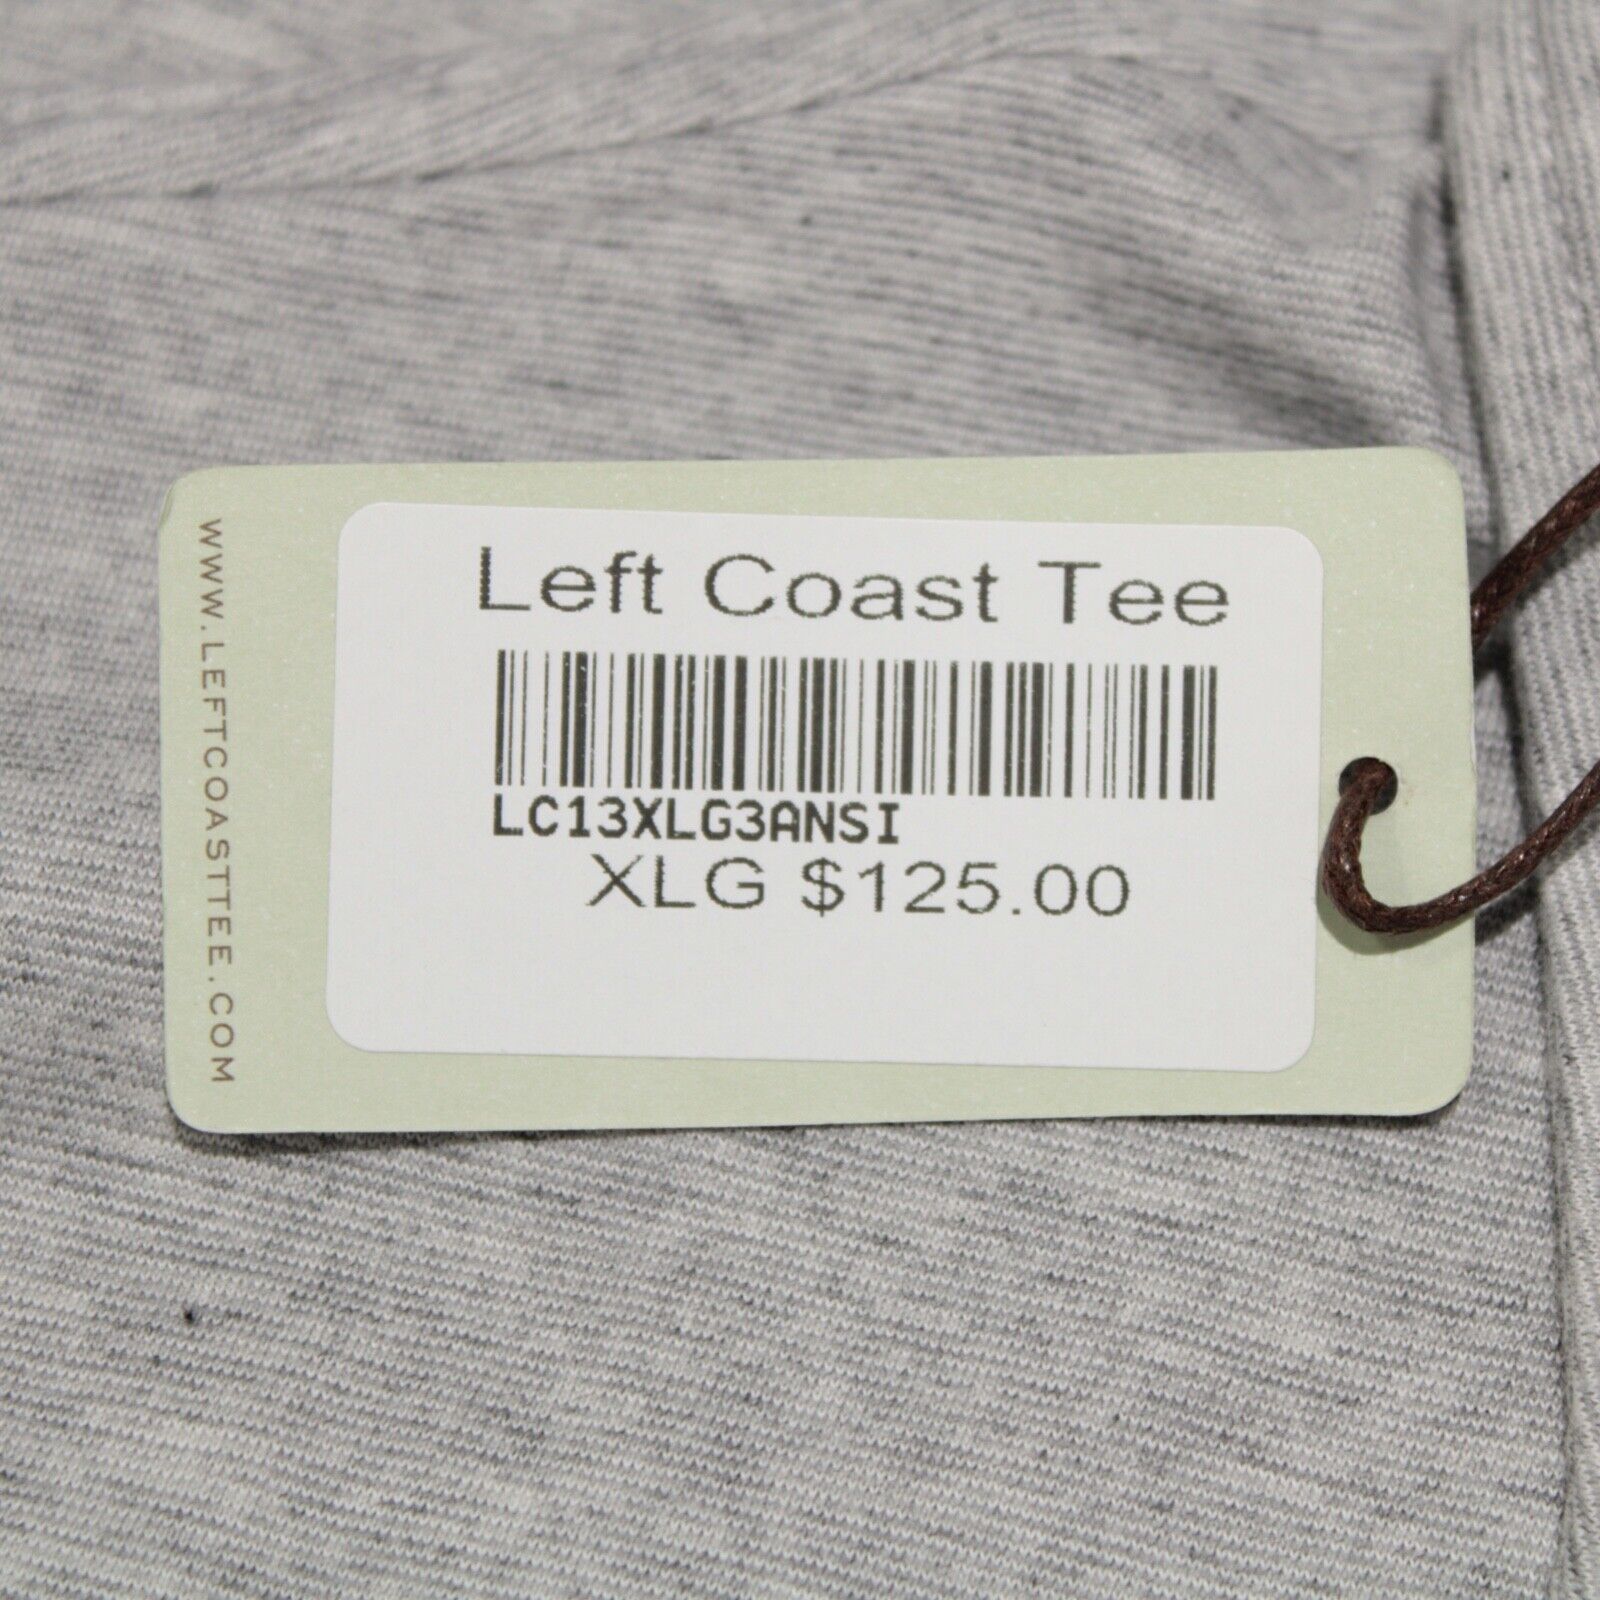 Left Coast Tee
LC13XLG3ANSI
XLG $125.00
WWW.LEFTCOASTTEE.COM